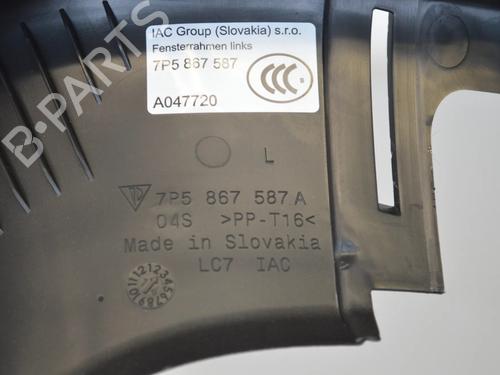 IAC Group (Slovakia) s.r.o.
Fensterrahmen links
7P5 867 587
CCC
A047720
L
7P5 867 587 A
04S >PP-T16<
Made in Slovakia
LC7 IAC
B-PARTS